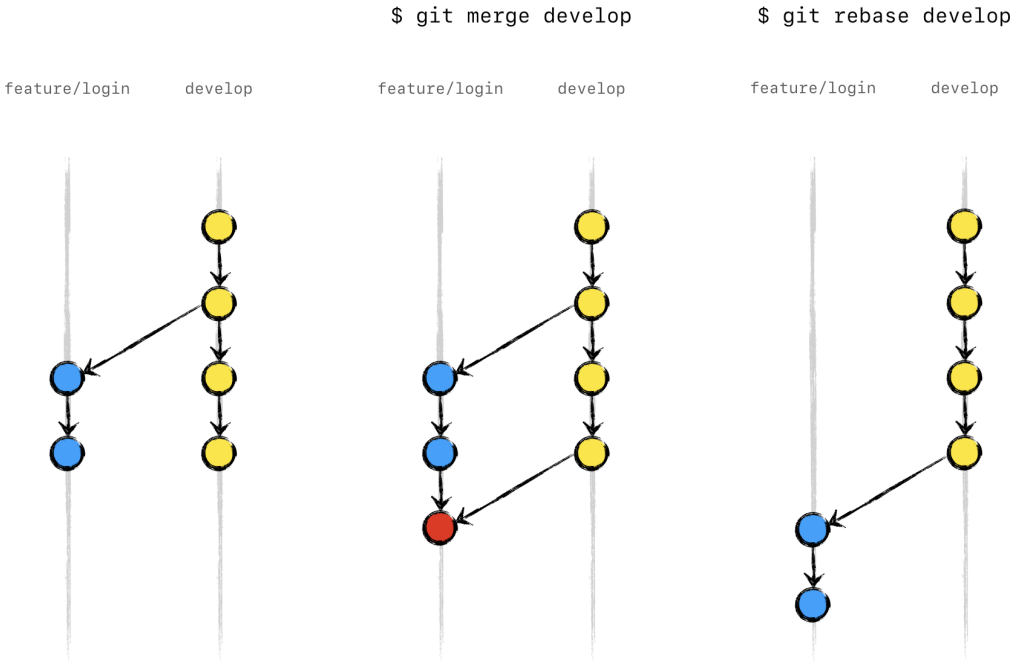 $ git merge develop
$ git rebase develop
feature/login
develop
feature/login
develop
feature/login
develop